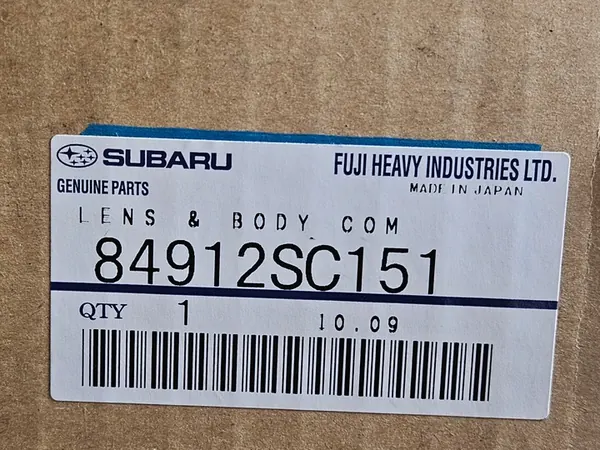 SUBARU
FUJI HEAVY INDUSTRIES LTD.
GENUINE PARTS
MADE IN JAPAN
LENS & BODY COM
84912SC151
QTY 1 10.09